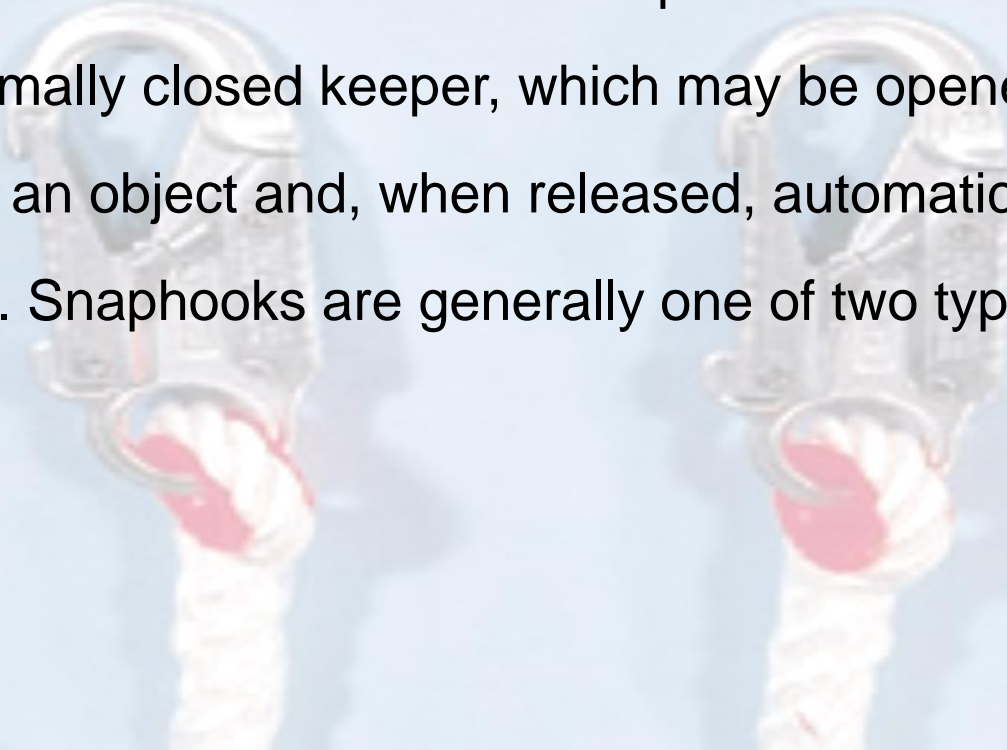 mally closed keeper, which may be opene
an object and, when released, automatic
. Snaphooks are generally one of two typ